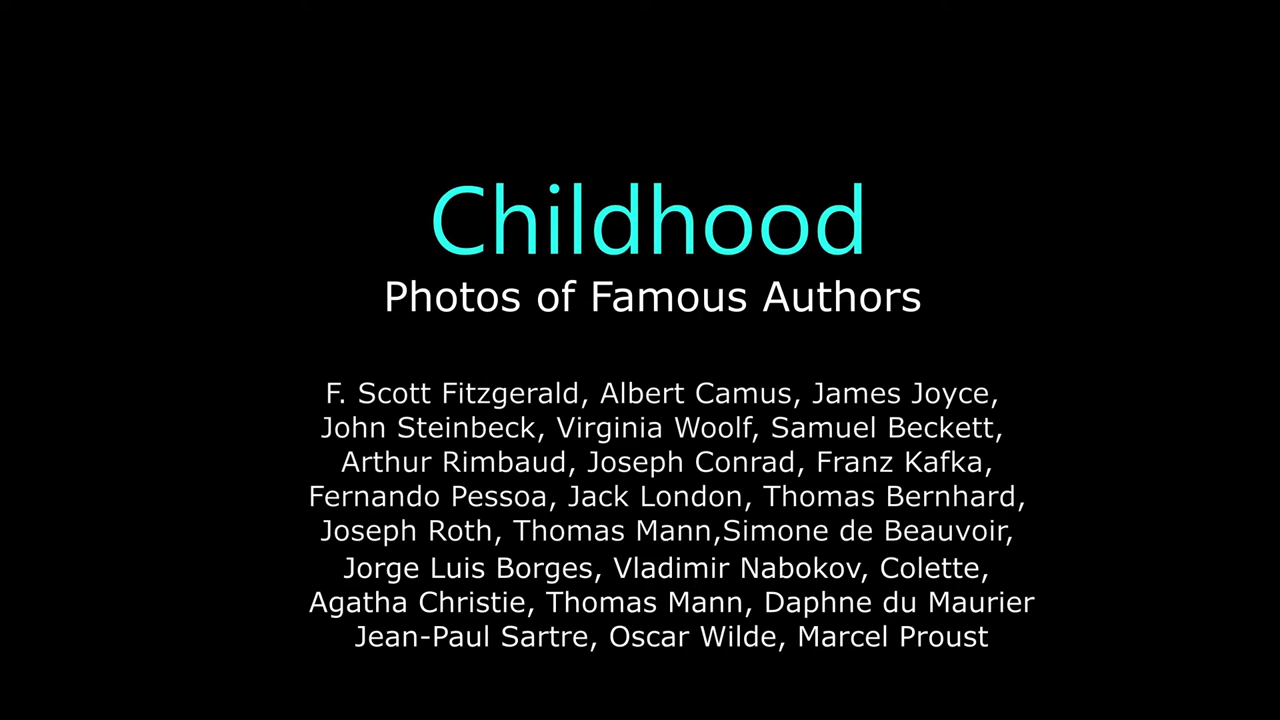 Childhood
Photos of Famous Authors
F. Scott Fitzgerald, Albert Camus, James Joyce,
John Steinbeck, Virginia Woolf, Samuel Beckett,
Arthur Rimbaud, Joseph Conrad, Franz Kafka,
Fernando Pessoa, Jack London, Thomas Bernhard,
Joseph Roth, Thomas Mann,Simone de Beauvoir,
Jorge Luis Borges, Vladimir Nabokov, Colette,
Agatha Christie, Thomas Mann, Daphne du Maurier
Jean-Paul Sartre, Oscar Wilde, Marcel Proust